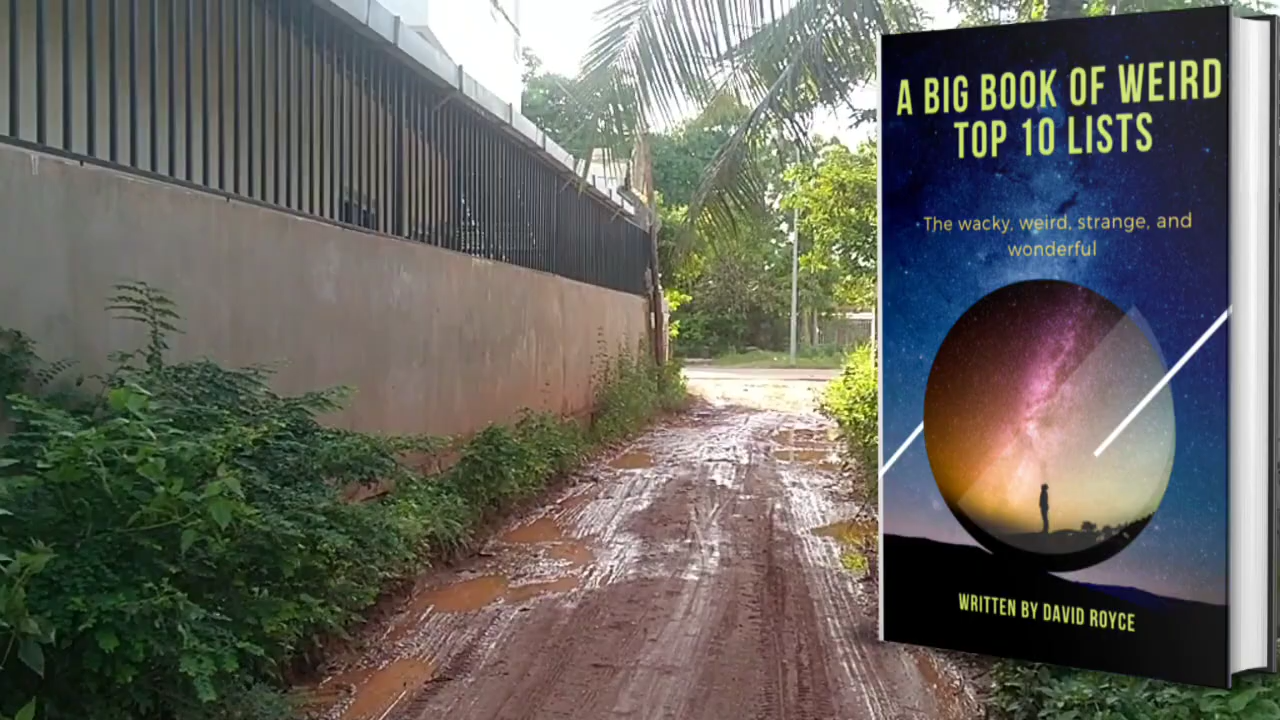 A BIG BOOK OF WEIRD
TOP 10 LISTS
The wacky, weird, strange, and
wonderful
WRITTEN BY DAVID ROYCE